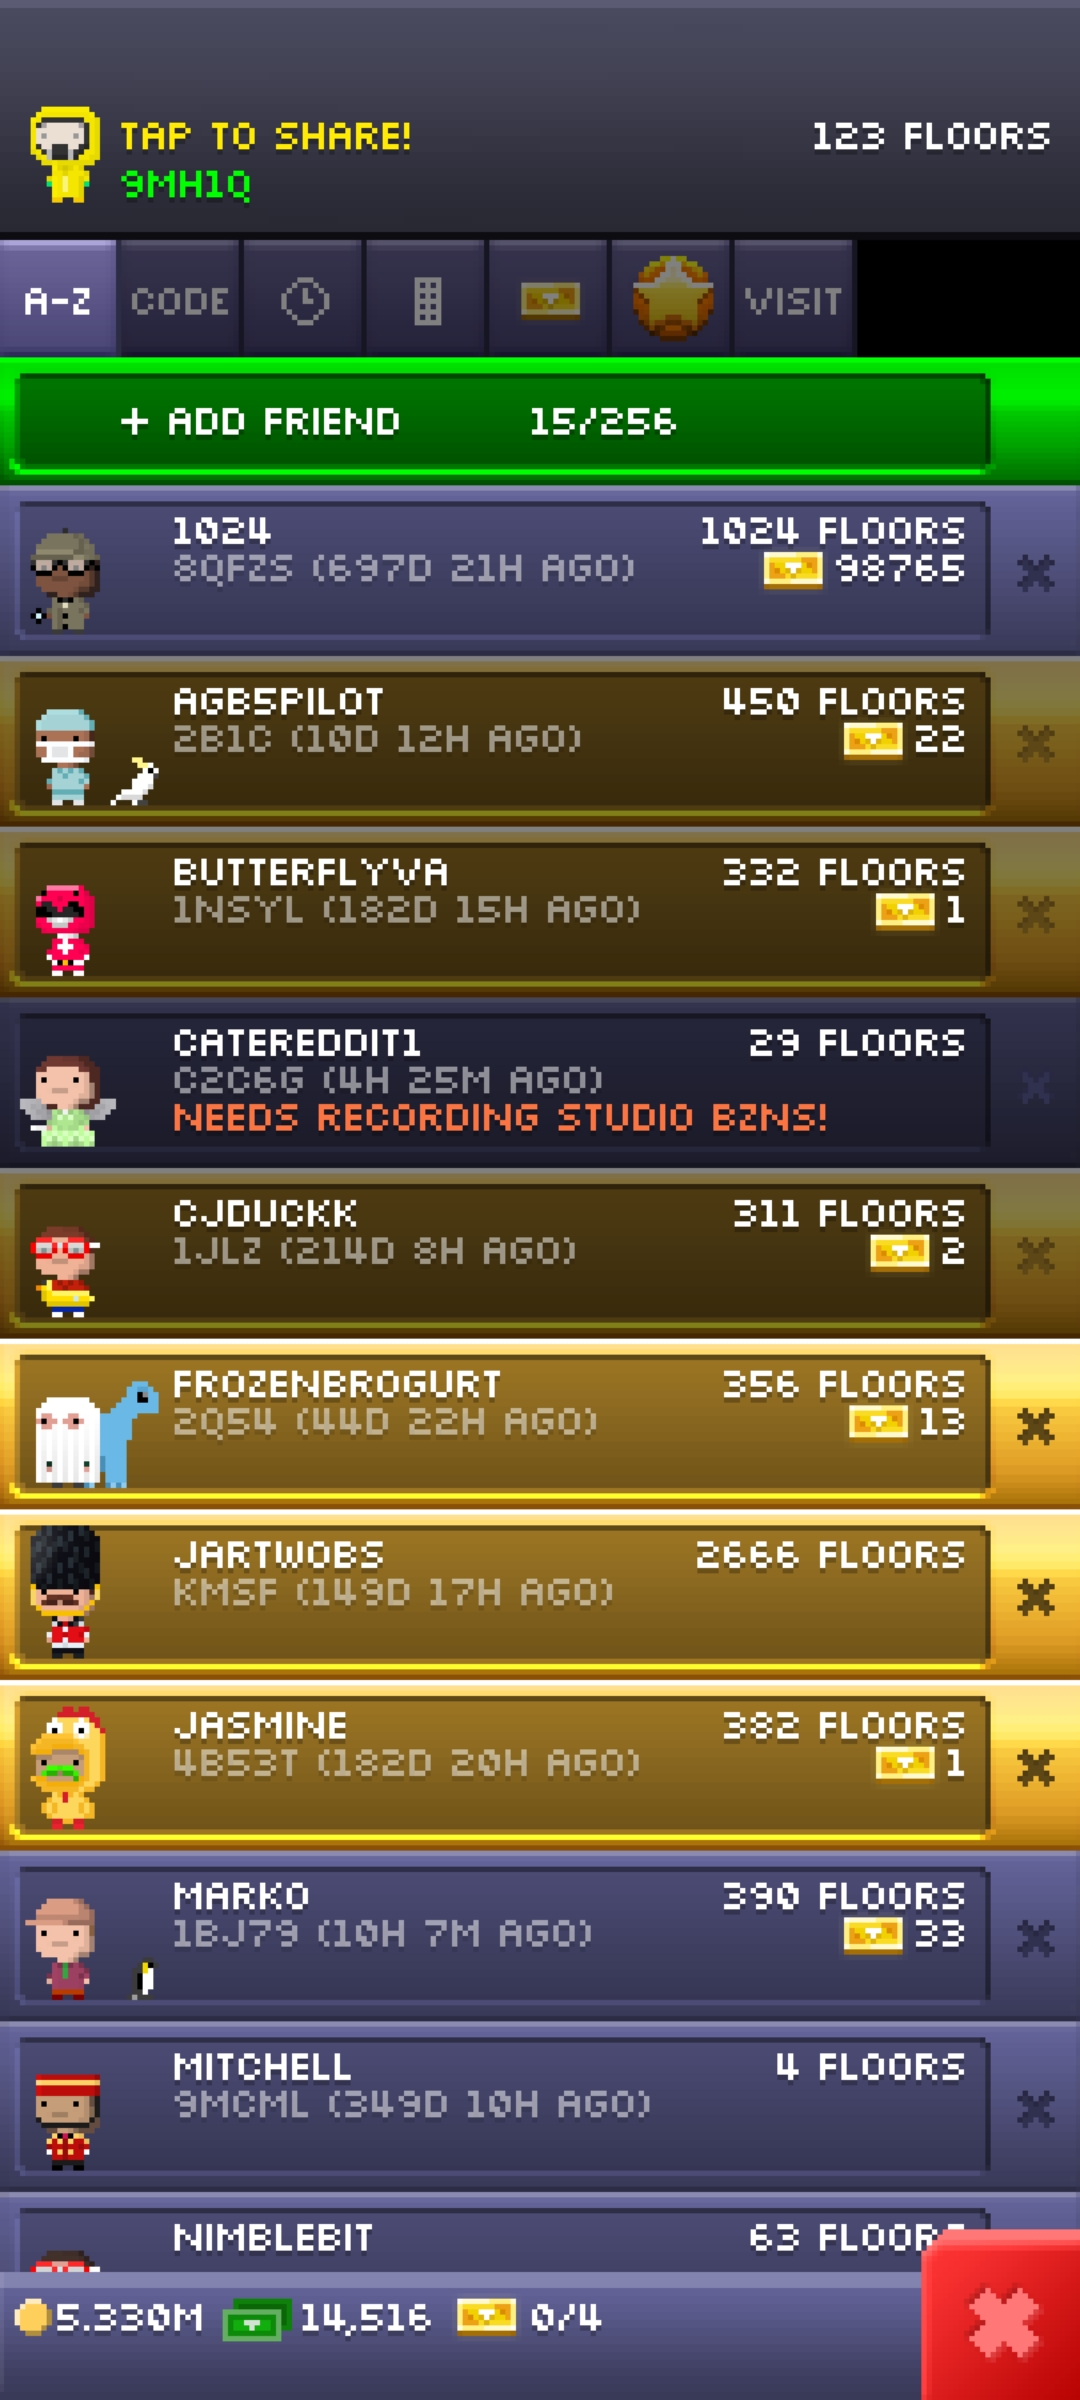 TAP TO SHARE!
123 FLOORS
9MH1Q
A-Z CODE VISIT
+ ADD FRIEND 15/256
1024 1024 FLOORS
8QFZS (697D 21H AGO) 98765
AGB5PILOT 450 FLOORS
2B1C (10D 12H AGO) 22
BUTTERFLYVA 332 FLOORS
1NSYL (182D 15H AGO) 1
CATEREDDIT1 29 FLOORS
C2C6G (4H 25M AGO)
NEEDS RECORDING STUDIO BZNS!
CJDUCKK 311 FLOORS
1JLZ (214D 8H AGO) 2
FROZENBROGURT 356 FLOORS
2Q54 (44D 22H AGO) 13
JARTWOBS 2666 FLOORS
KMSF (149D 17H AGO)
JASMINE 382 FLOORS
4B53T (182D 20H AGO) 1
MARKO 390 FLOORS
1BJ79 (10H 7M AGO) 33
MITCHELL 4 FLOORS
9MCML (349D 10H AGO)
NIMBLEBIT 63 FLOORS
5.330M 14,516 0/4